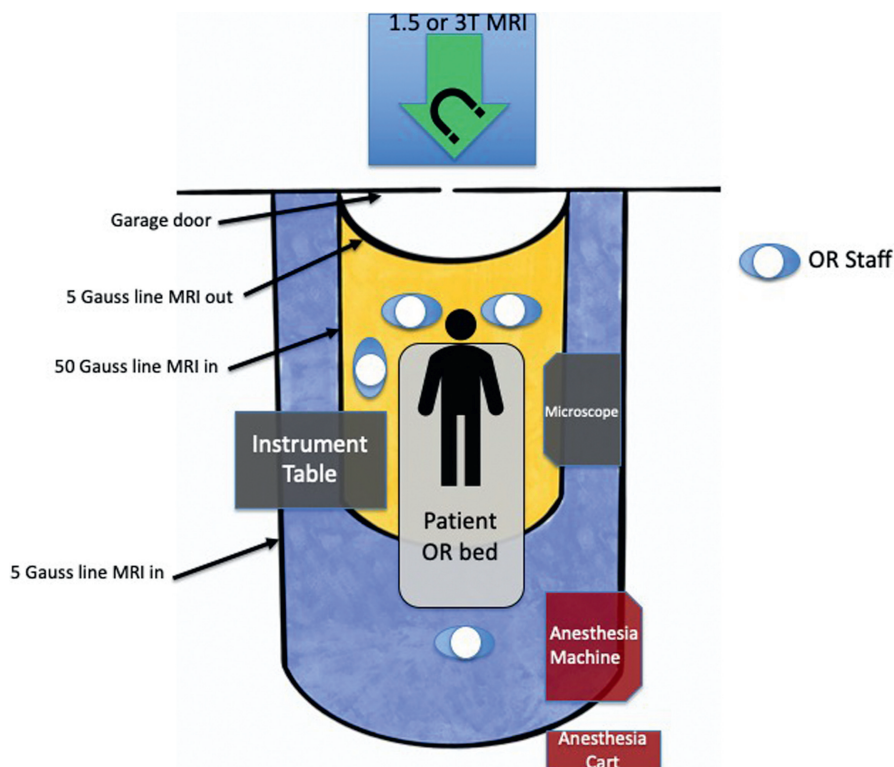 1.5 or 3T MRI
Garage door
5 Gauss line MRI out
50 Gauss line MRI in
5 Gauss line MRI in
OR Staff
Microscope
Instrument
Table
Patient
OR bed
Anesthesia
Machine
Anesthesia
Cart